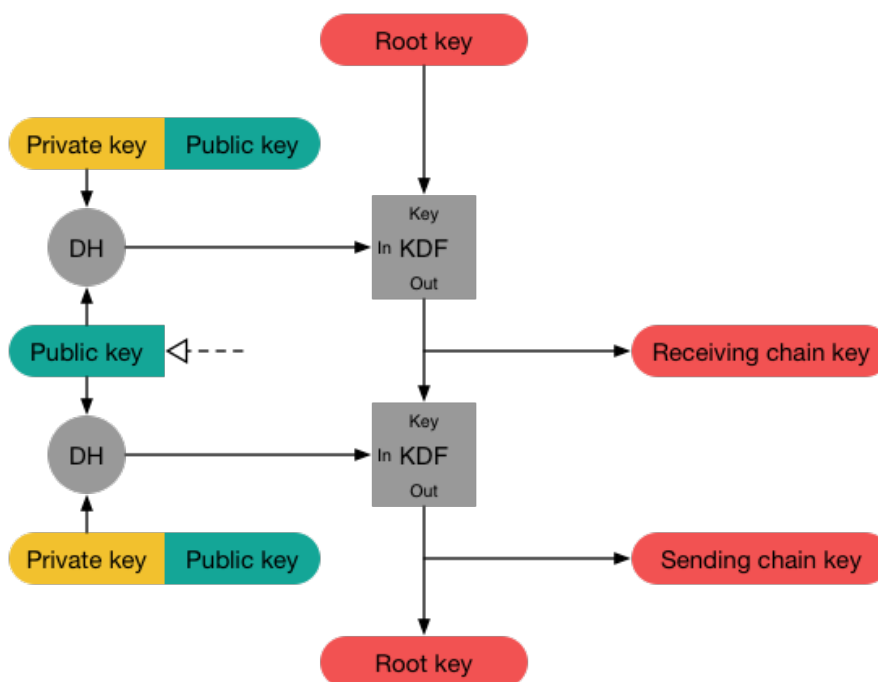 Root key
Private key Public key
Key
DH
In KDF
Out
Public key
Receiving chain key
Key
DH
In KDF
Out
Private key Public key
Sending chain key
Root key